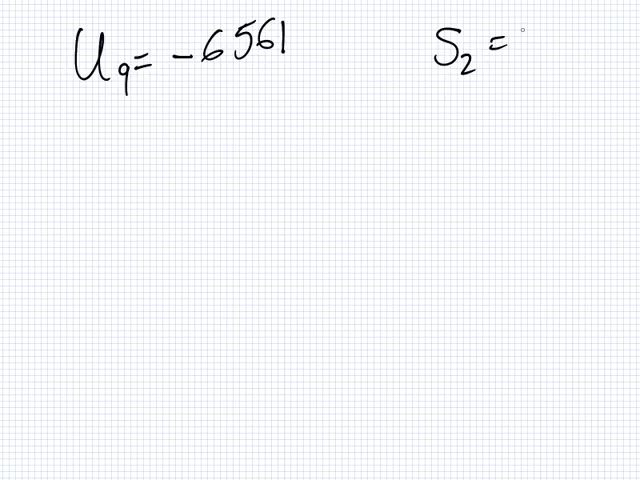 U₉ = -6561 S₂ =